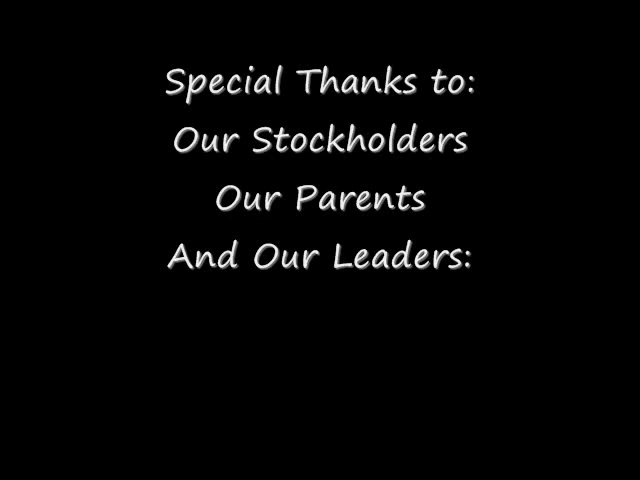 Special Thanks to:
Our Stockholders
Our Parents
And Our Leaders: